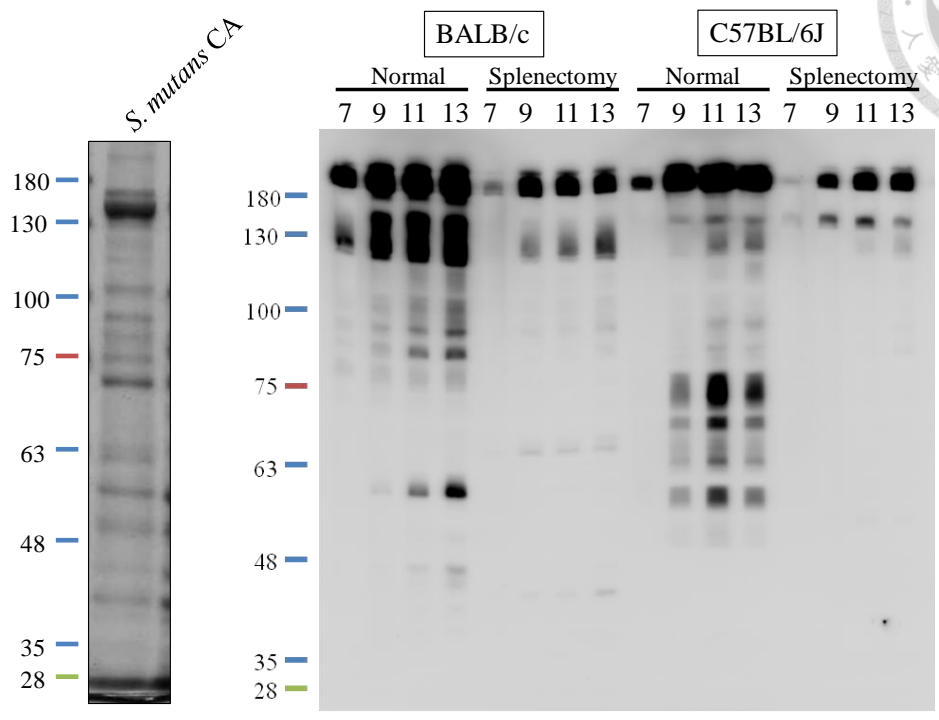 BALB/c C57BL/6J
S. mutans CA
Normal Splenectomy Normal Splenectomy
7 9 11 13 7 9 11 13 7 9 11 13 7 9 11 13
180 180
130 130
100 100
75 75
63 63
48 48
35 35
28 28